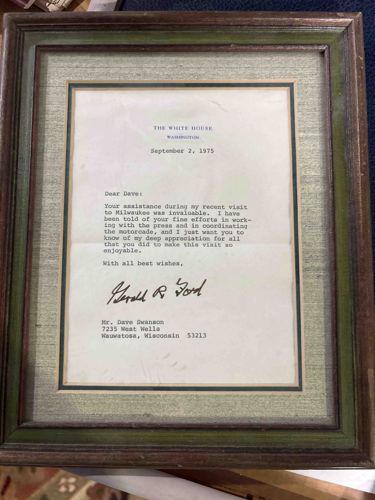 THE WHITE HOUSE
WASHINGTON
September 2, 1975
Dear Dave:
Your assistance during my recent visit
to Milwaukee was invaluable. I have
been told of your fine efforts in work-
ing with the press and in coordinating
the motorcade, and I just want you to
know of my deep appreciation for all
that you did to make this visit so
enjoyable.
With all best wishes,
Gerald R. Ford
Mr. Dave Swanson
7235 West Wells
Wauwatosa, Wisconsin 53213